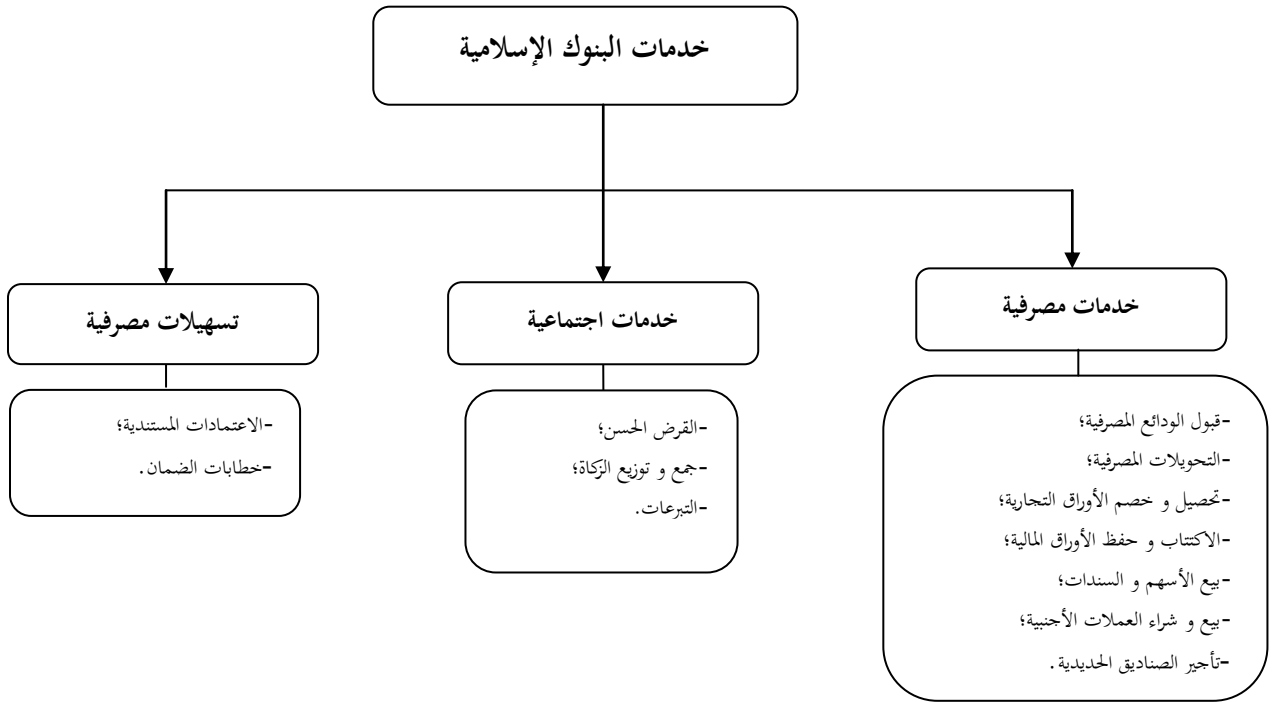 خدمات البنوك الإسلامية
خدمات مصرفية
-قبول الودائع المصرفية؛
-التحويلات المصرفية؛
-تحصيل و خصم الأوراق التجارية؛
-الاكتتاب و حفظ الأوراق المالية؛
-بيع الأسهم و السندات؛
-بيع و شراء العملات الأجنبية؛
-تأجير الصناديق الحديدية.
خدمات اجتماعية
-القرض الحسن؛
-جمع و توزيع الزكاة؛
-التبرعات.
تسهيلات مصرفية
-الاعتمادات المستندية؛
-خطابات الضمان.